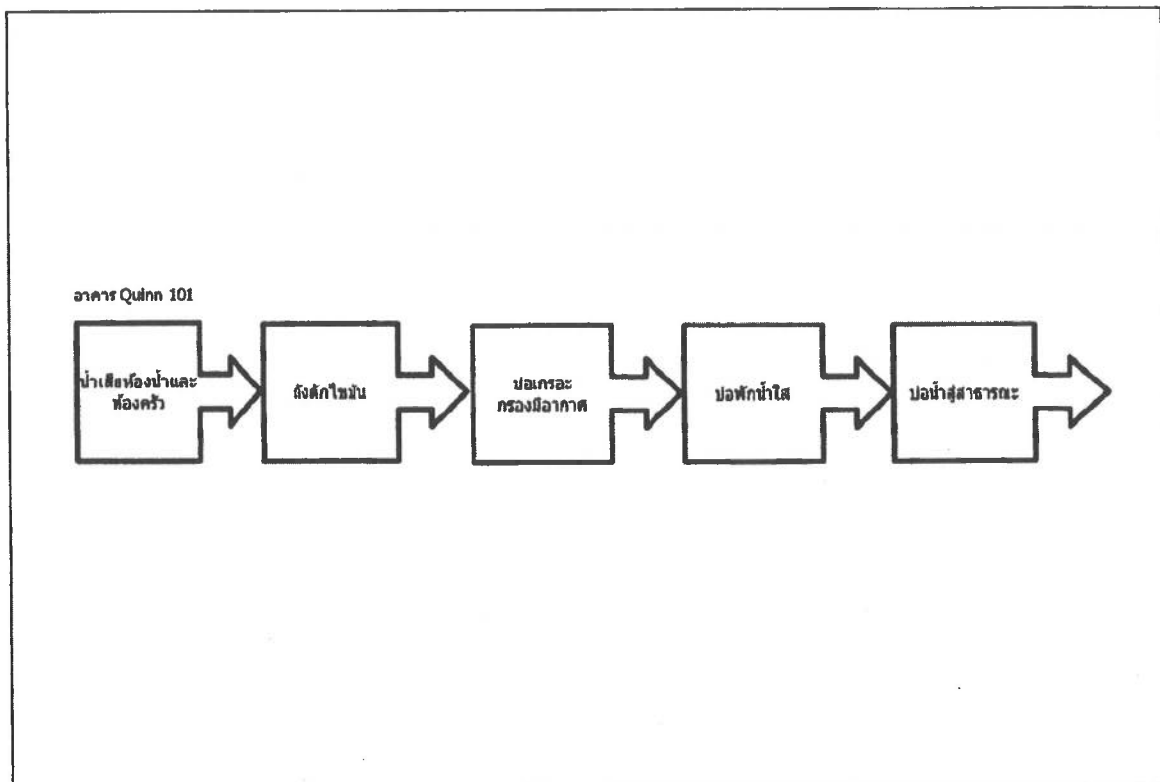 อาคาร Quinn 101
น้ำเสียห้องน้ำและ
ห้องครัว
ถังดักไขมัน
บ่อเกรอะ
กรองมีอากาศ
บ่อพักน้ำใส
บ่อน้ำสู่สาธารณะ